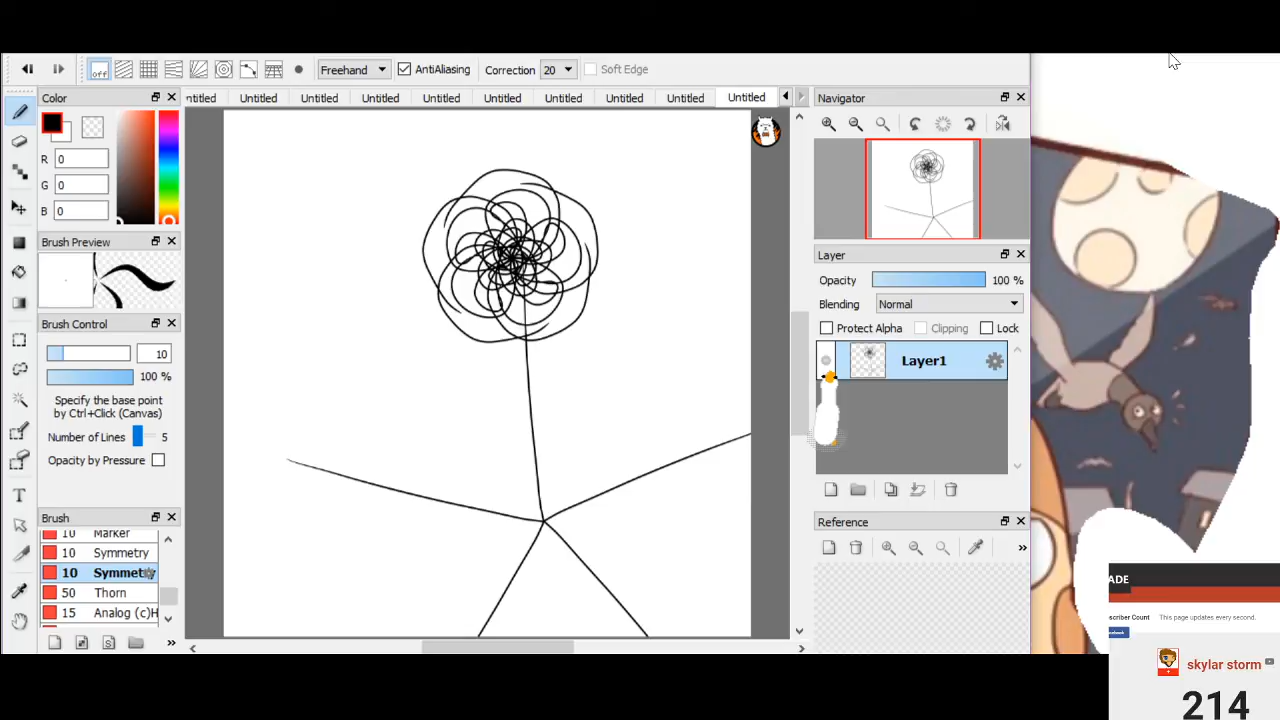 off
Freehand
AntiAliasing
Correction 20
Soft Edge
Color
ntitled Untitled Untitled Untitled Untitled Untitled Untitled Untitled Untitled Untitled
Navigator
R 0
G 0
B 0
Brush Preview
Layer
Opacity 100 %
Blending Normal
Protect Alpha Clipping Lock
Layer1
Brush Control
10
100 %
Specify the base point
by Ctrl+Click (Canvas)
Number of Lines 5
Opacity by Pressure
T
Brush
10 Marker
10 Symmetry
10 Symmetry
50 Thorn
15 Analog (c)H
»
Reference
»
ADE
scriber Count This page updates every second.
cebook
skylar storm
214